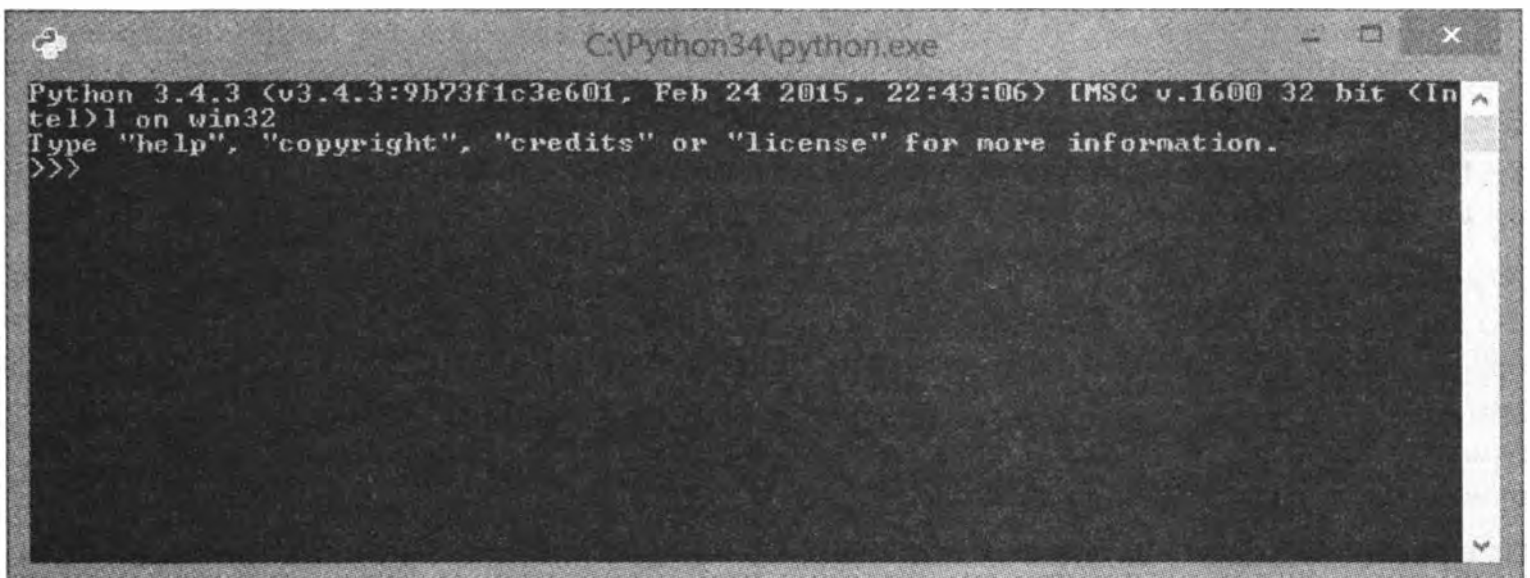 C:\Python34\python.exe
Python 3.4.3 (v3.4.3:9b73f1c3e601, Feb 24 2015, 22:43:06) [MSC v.1600 32 bit (In
tel)] on win32
Type "help", "copyright", "credits" or "license" for more information.
>>>